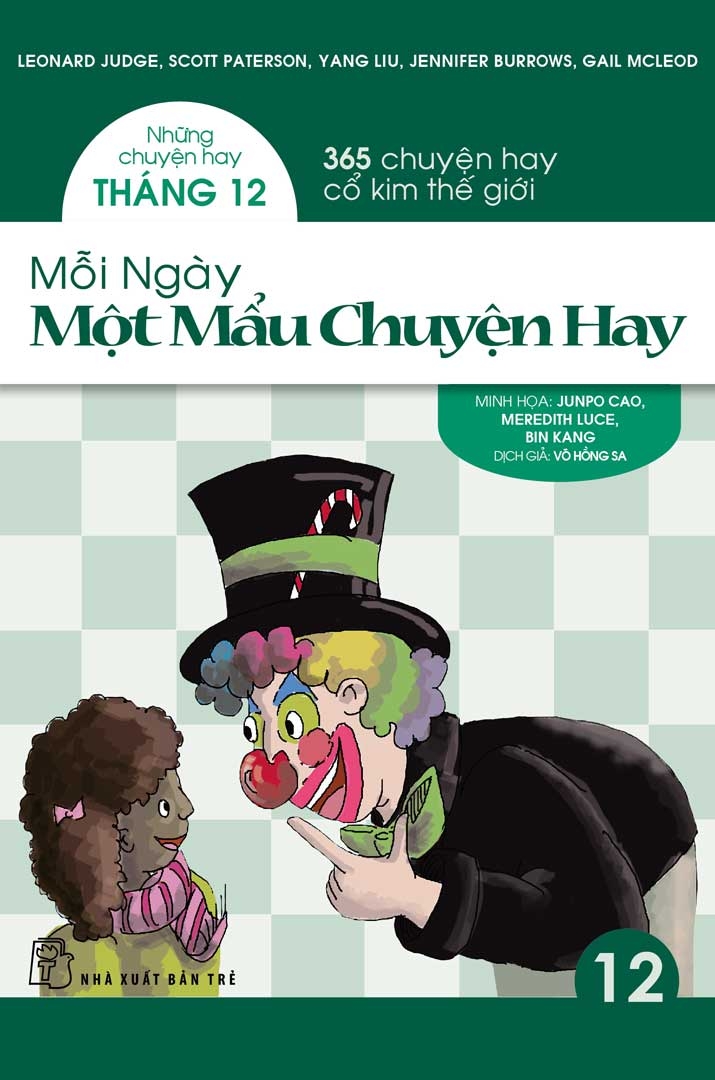 LEONARD JUDGE, SCOTT PATERSON, YANG LIU, JENNIFER BURROWS, GAIL MCLEOD
Những
chuyện hay
THÁNG 12
365 chuyện hay
cổ kim thế giới
Mỗi Ngày
Một Mẩu Chuyện Hay
MINH HỌA: JUNPO CAO,
MEREDITH LUCE,
BIN KANG
DỊCH GIẢ: VÕ HỒNG SA
T
NHÀ XUẤT BẢN TRẺ
12